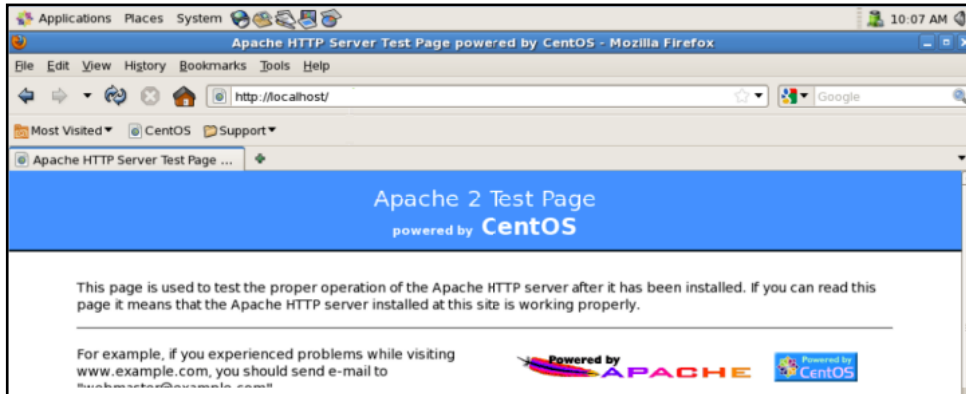 Applications Places System 10:07 AM
Apache HTTP Server Test Page powered by CentOS - Mozilla Firefox
File Edit View History Bookmarks Tools Help
http://localhost/ Google
Most Visited CentOS Support
Apache HTTP Server Test Page ...
Apache 2 Test Page
powered by CentOS
This page is used to test the proper operation of the Apache HTTP server after it has been installed. If you can read this
page it means that the Apache HTTP server installed at this site is working properly.
For example, if you experienced problems while visiting
www.example.com, you should send e-mail to
"webmaster@example.com".
Powered by
APACHE
Powered by
CentOS